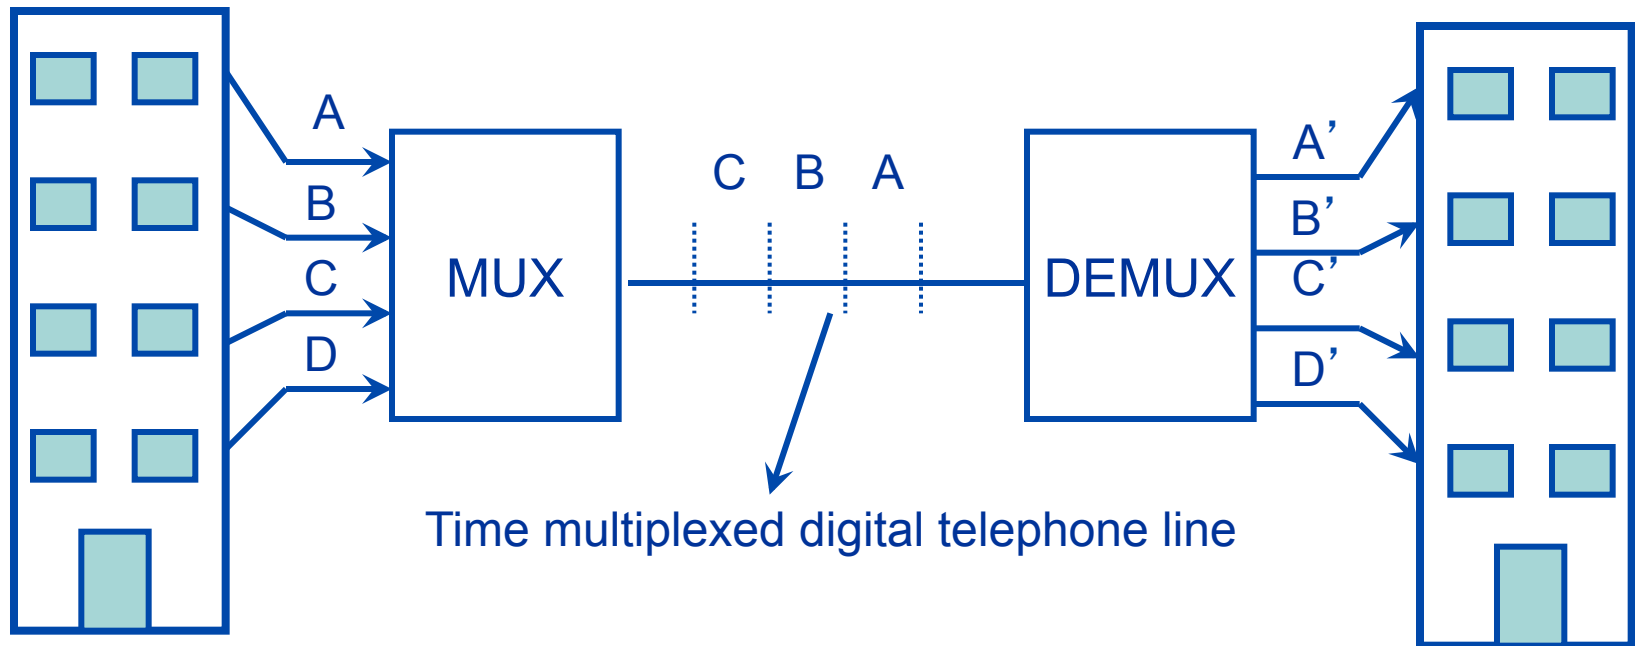 A
B
C
D
MUX
C B A
DEMUX
A’
B’
C’
D’
Time multiplexed digital telephone line